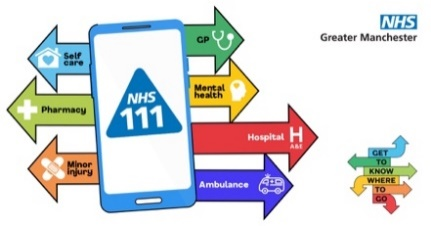 NHS
Greater Manchester
Self
care
GP
NHS
111
Mental
health
Pharmacy
Hospital H
A&E
Minor
injury
Ambulance
GET
TO
KNOW
WHERE
TO
GO